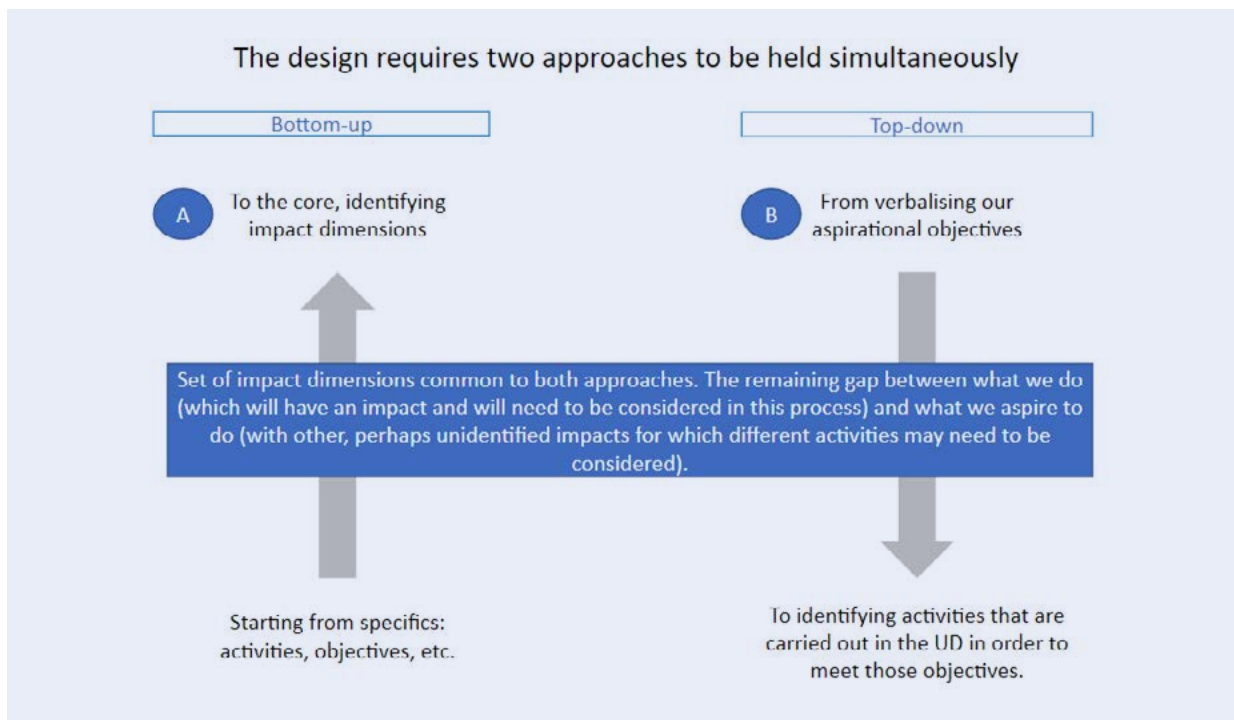 The design requires two approaches to be held simultaneously
Bottom-up
Top-down
A
To the core, identifying
impact dimensions
B
From verbalising our
aspirational objectives
Set of impact dimensions common to both approaches. The remaining gap between what we do
(which will have an impact and will need to be considered in this process) and what we aspire to
do (with other, perhaps unidentified impacts for which different activities may need to be
considered).
Starting from specifics:
activities, objectives, etc.
To identifying activities that are
carried out in the UD in order to
meet those objectives.